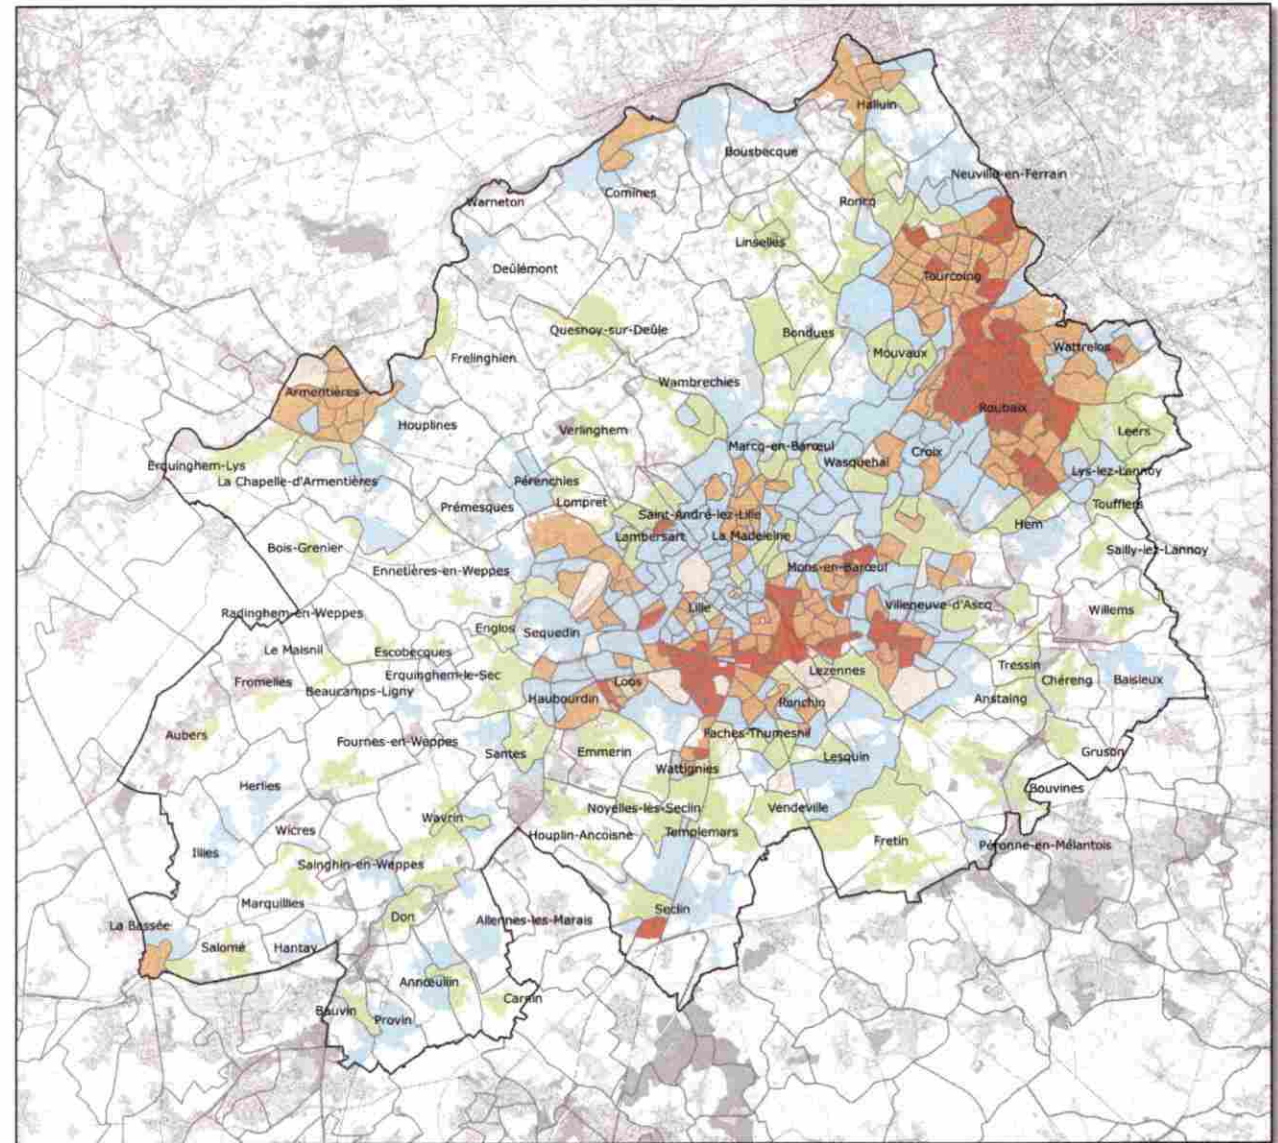 Halluin
Bousbecque
Neuville-en-Ferrain
Comines
Warneton
Roncq
Linselles
Deûlémont
Tourcoing
Quesnoy-sur-Deûle
Bondues
Wattrelos
Mouvaux
Frelinghien
Wambrechies
Armentières
Roubaix
Houplines
Verlinghem
Leers
Marcq-en-Barœul
Croix
Wasquehal
Erquinghem-Lys
Lys-lez-Lannoy
La Chapelle-d'Armentières
Pérenchies
Lompret
Toufflers
Prémesques
Saint-André-lez-Lille
Hem
Lambersart
La Madeleine
Bois-Grenier
Sailly-lez-Lannoy
Ennetières-en-Weppes
Mons-en-Barœul
Lille
Villeneuve-d'Ascq
Willems
Radinghem-en-Weppes
Englos
Sequedin
Le Maisnil
Escobecques
Tressin
Erquinghem-le-Sec
Lezennes
Fromelles
Loos
Chéreng
Baisieux
Beaucamps-Ligny
Haubourdin
Ronchin
Anstaing
Aubers
Faches-Thumesnil
Fournes-en-Weppes
Santes
Emmerin
Lesquin
Gruson
Wattignies
Herlies
Bouvines
Noyelles-lès-Seclin
Vendeville
Wavrin
Wicres
Houplin-Ancoisne
Templemars
Fretin
Péronne-en-Mélantois
Illies
Sainghin-en-Weppes
Marquillies
Seclin
Don
Allennes-les-Marais
La Bassée
Salomé
Hantay
Annœullin
Carnin
Bauvin
Provin